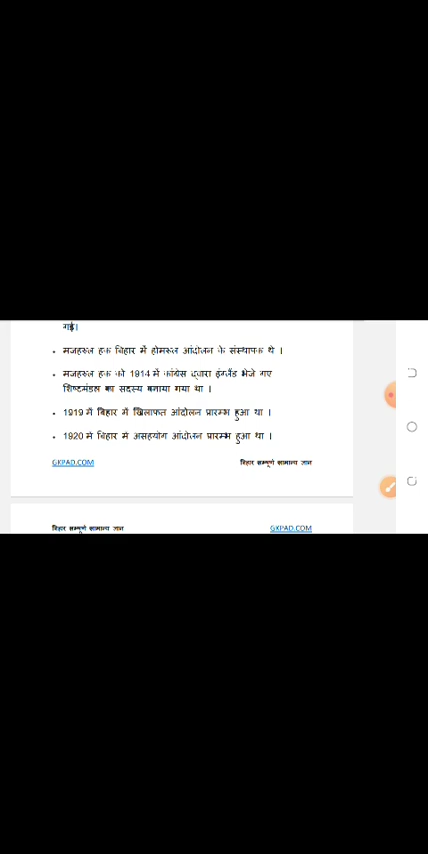 गई।
मजहरूल हक बिहार में होमरूल आंदोलन के संस्थापक थे ।
मजहरूल हक को 1914 में कांग्रेस द्वारा इंग्लैंड भेजे गए
शिष्टमंडल का सदस्य बनाया गया था ।
1919 में बिहार में खिलाफत आंदोलन प्रारम्भ हुआ था ।
1920 में बिहार में असहयोग आंदोलन प्रारम्भ हुआ था ।
GKPAD.COM बिहार सम्पूर्ण सामान्य ज्ञान
बिहार सम्पूर्ण सामान्य ज्ञान GKPAD.COM